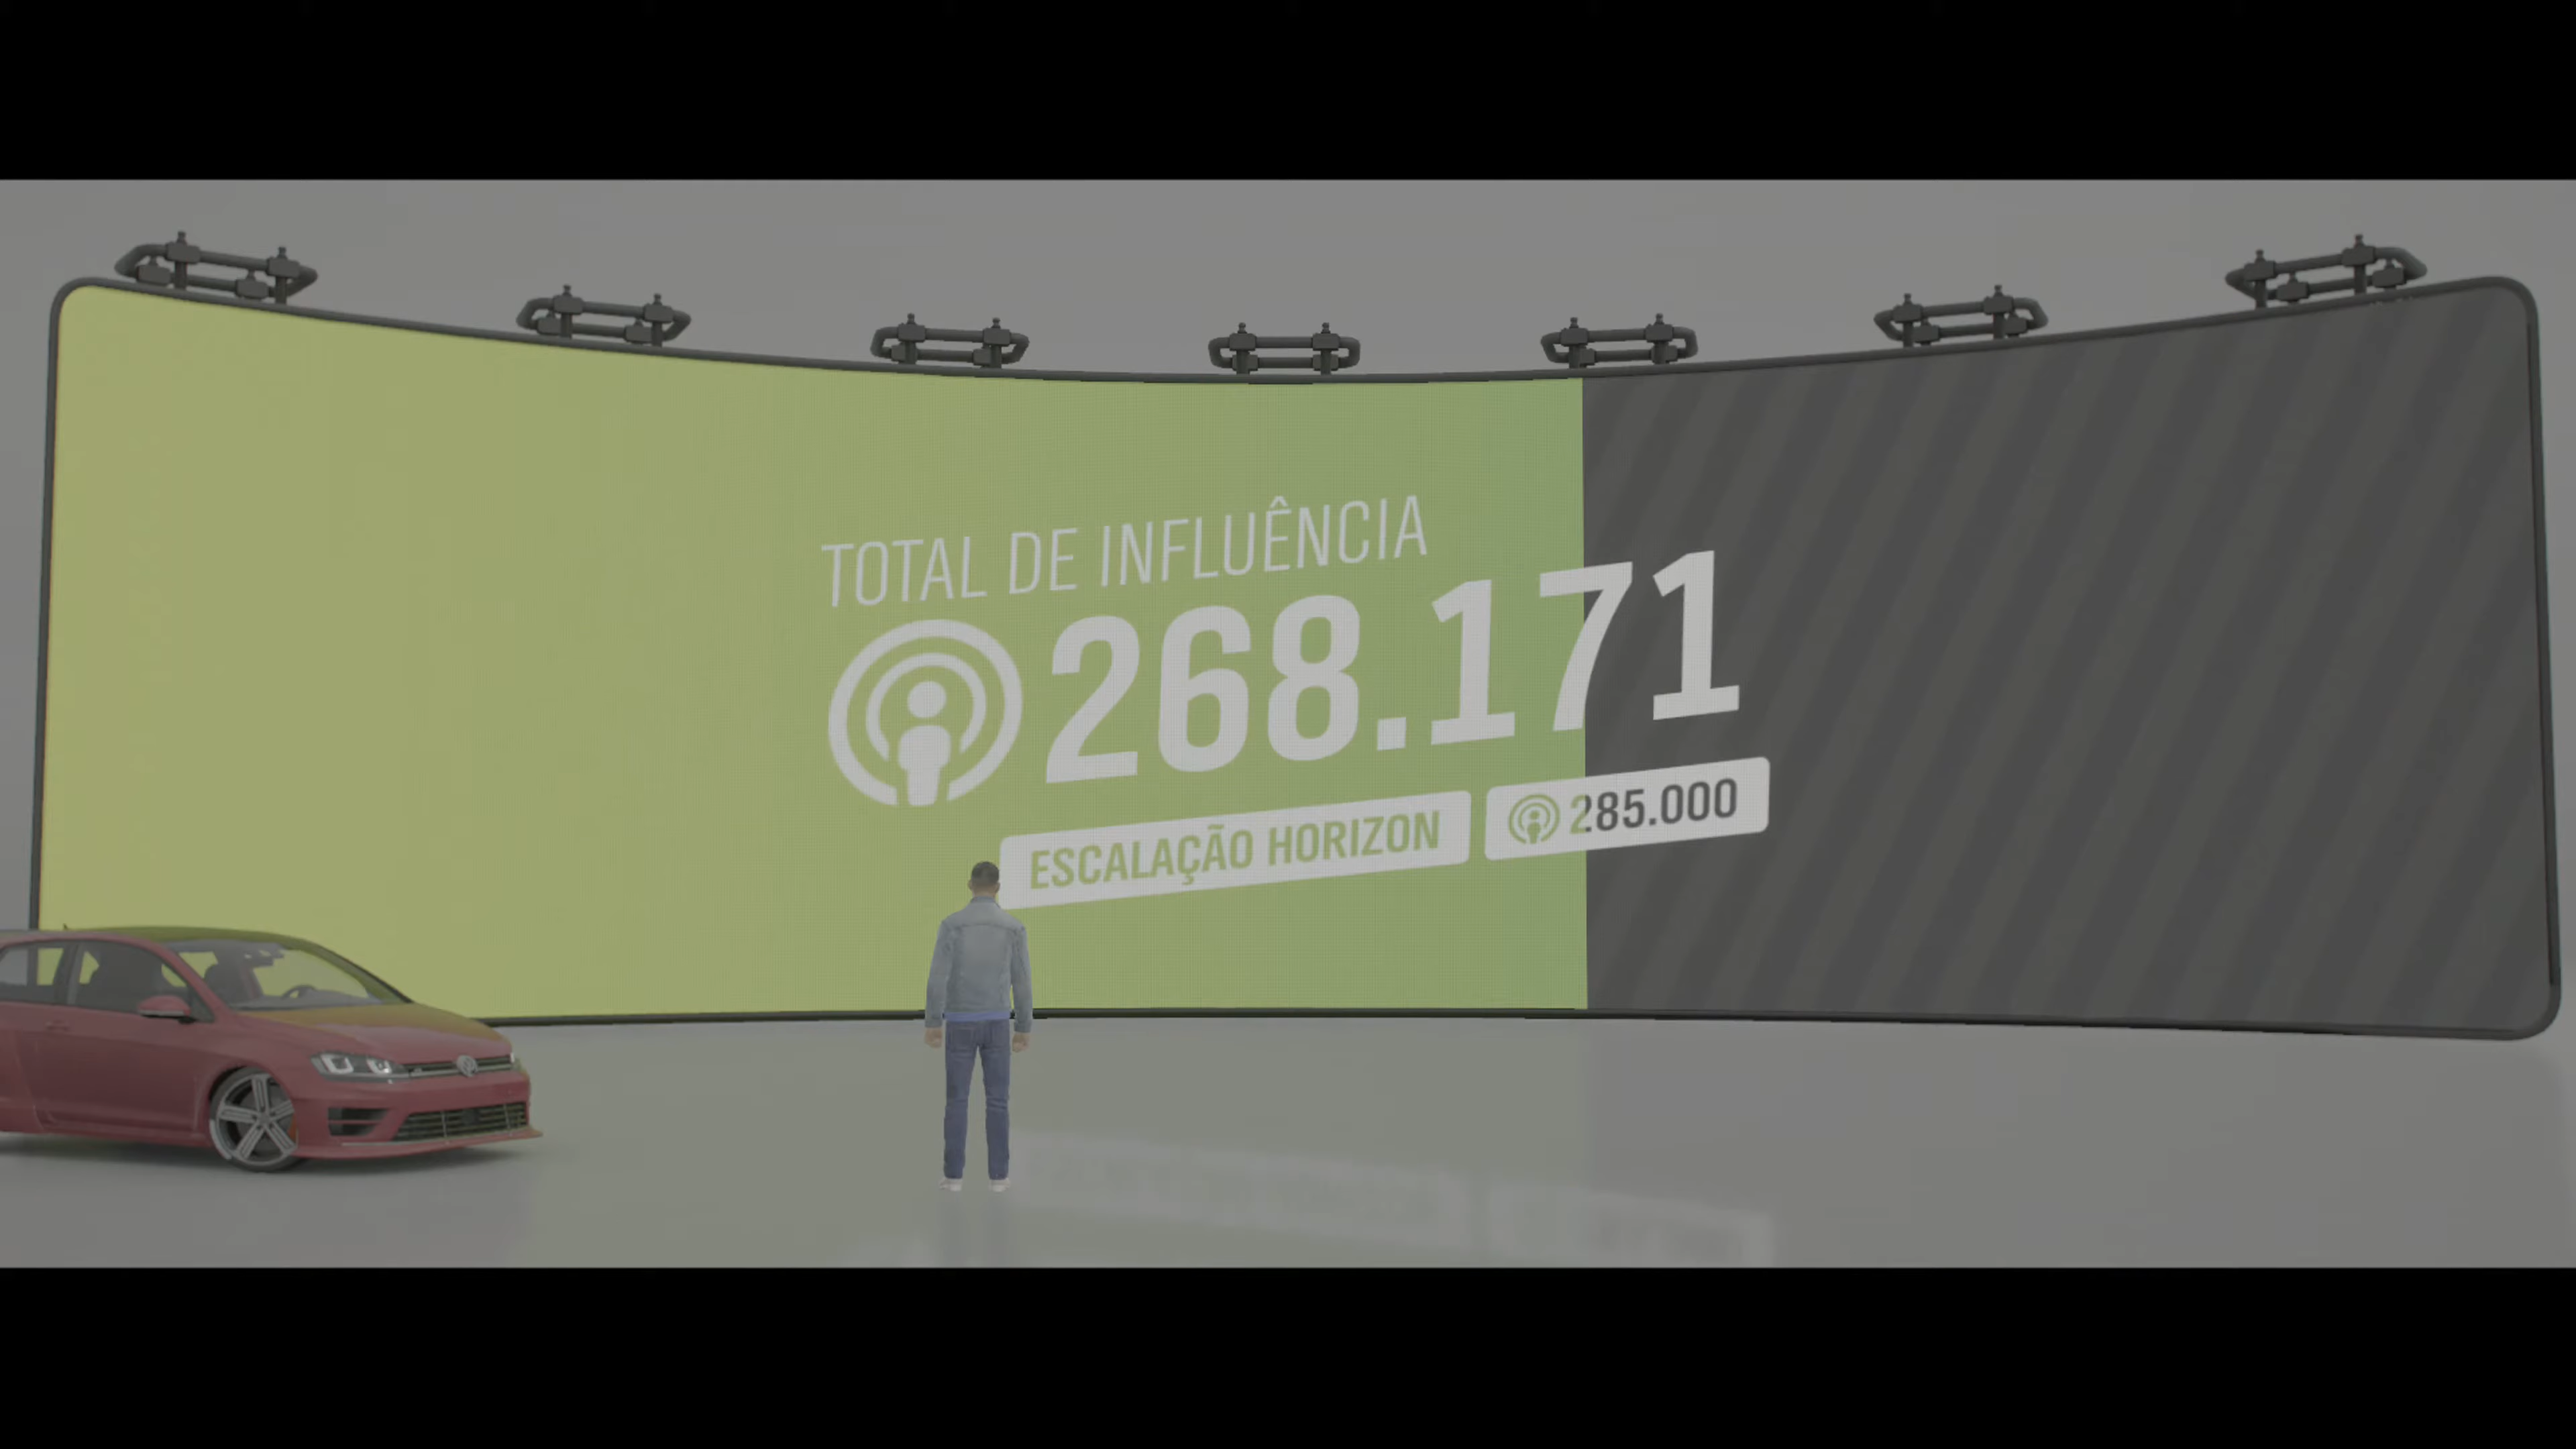 TOTAL DE INFLUÊNCIA
268.171
ESCALAÇÃO HORIZON 285.000